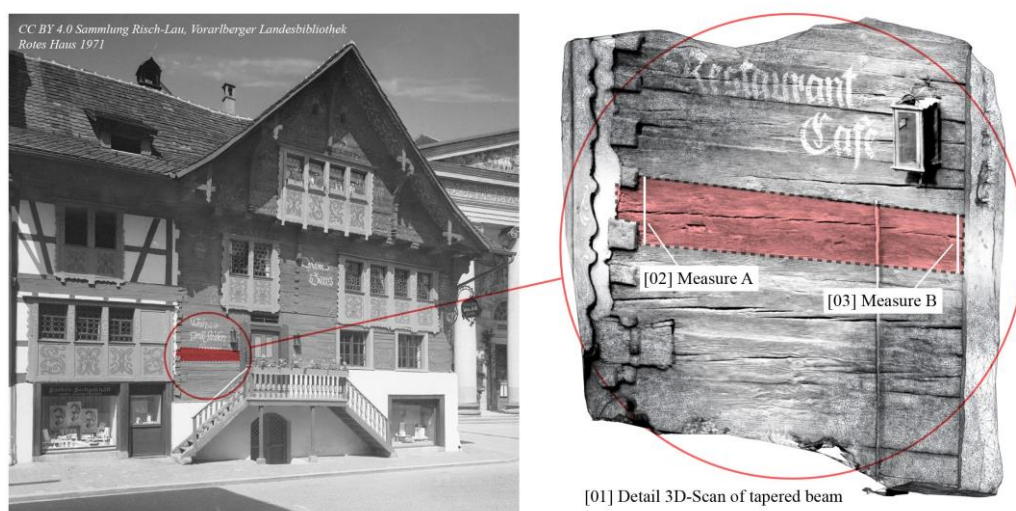 CC BY 4.0 Sammlung Risch-Lau, Vorarlberger Landesbibliothek
Rotes Haus 1971
Restaurant
Café
[02] Measure A
[03] Measure B
[01] Detail 3D-Scan of tapered beam